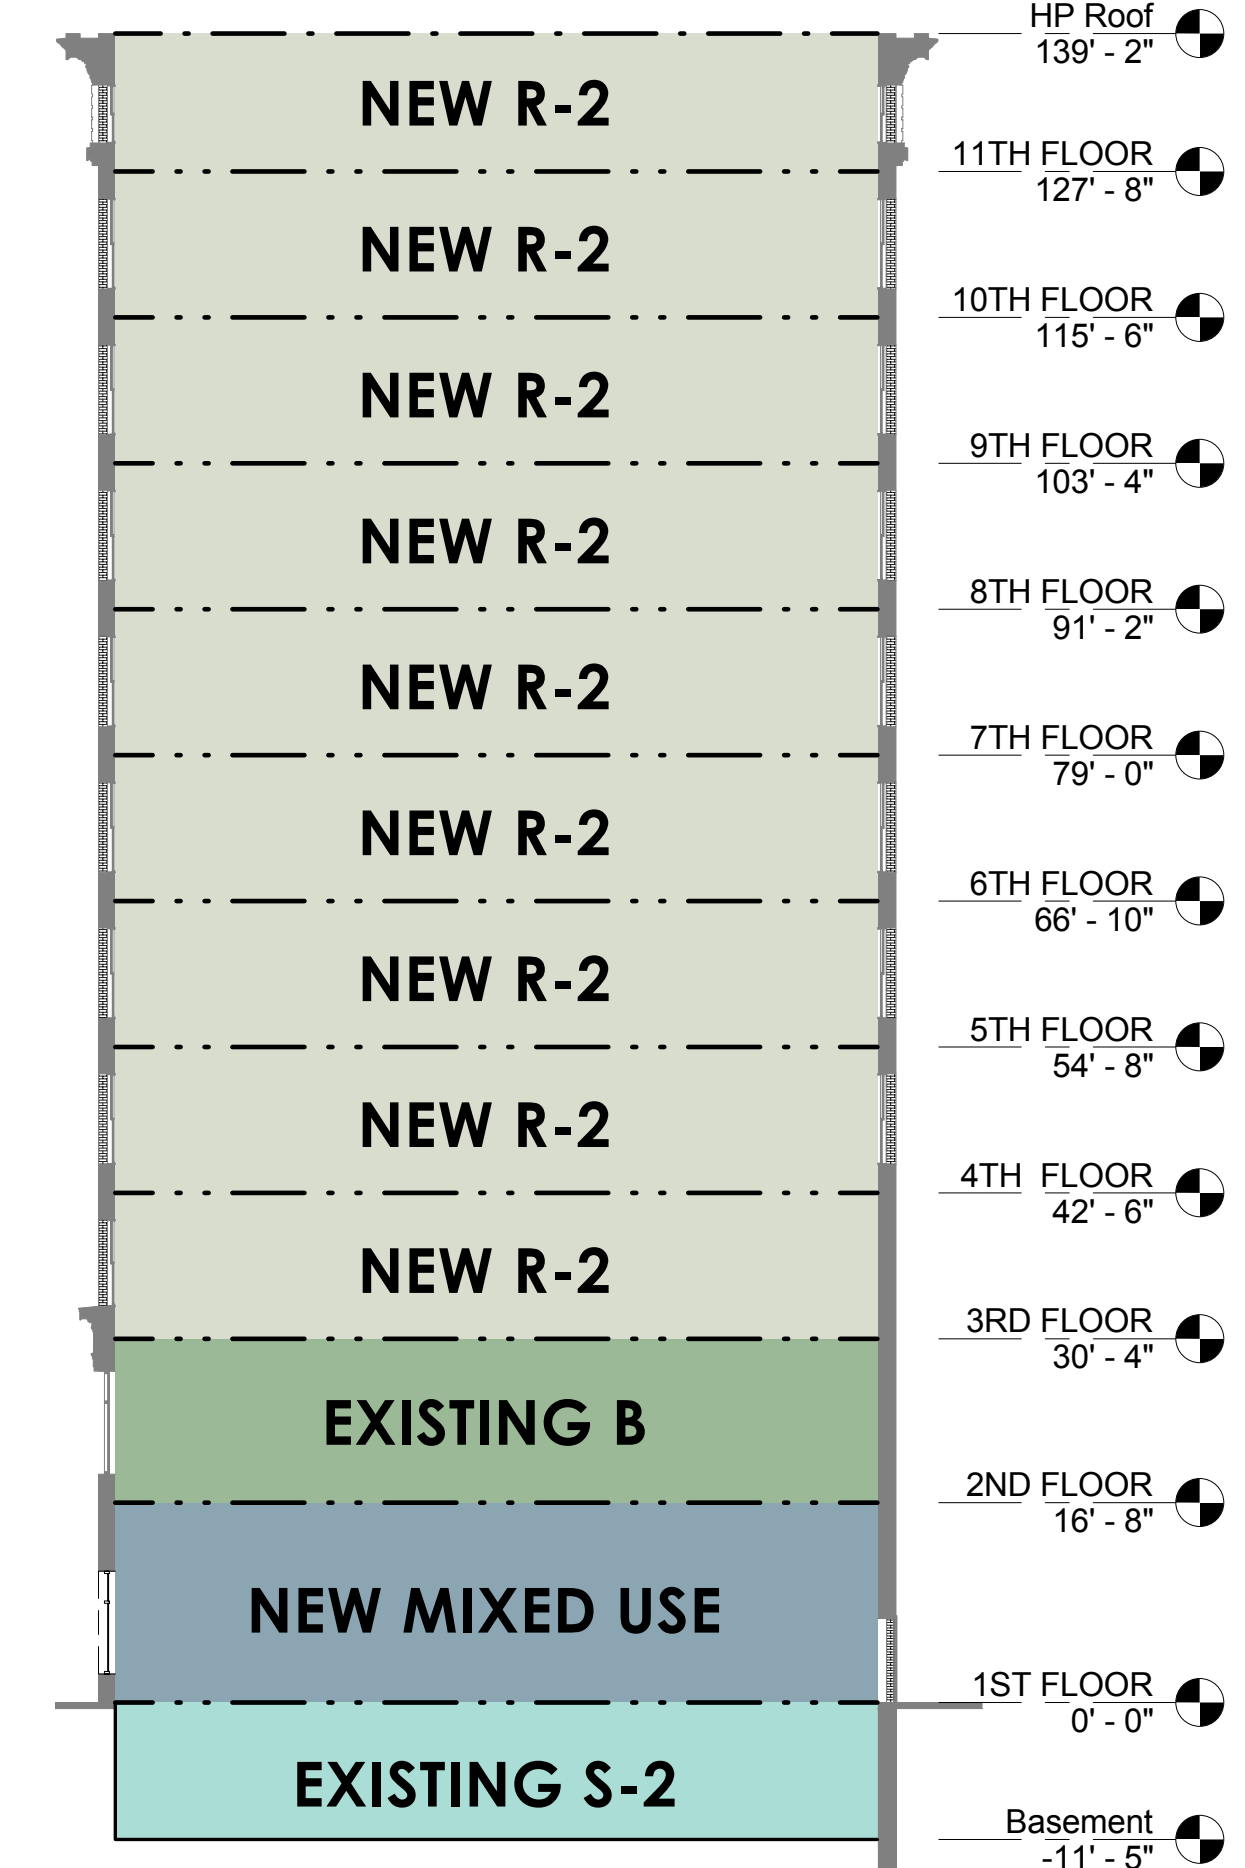 HP Roof
139' - 2"
NEW R-2
11TH FLOOR
127' - 8"
NEW R-2
10TH FLOOR
115' - 6"
NEW R-2
9TH FLOOR
103' - 4"
NEW R-2
8TH FLOOR
91' - 2"
NEW R-2
7TH FLOOR
79' - 0"
NEW R-2
6TH FLOOR
66' - 10"
NEW R-2
5TH FLOOR
54' - 8"
NEW R-2
4TH FLOOR
42' - 6"
NEW R-2
3RD FLOOR
30' - 4"
EXISTING B
2ND FLOOR
16' - 8"
NEW MIXED USE
1ST FLOOR
0' - 0"
EXISTING S-2
Basement
-11' - 5"